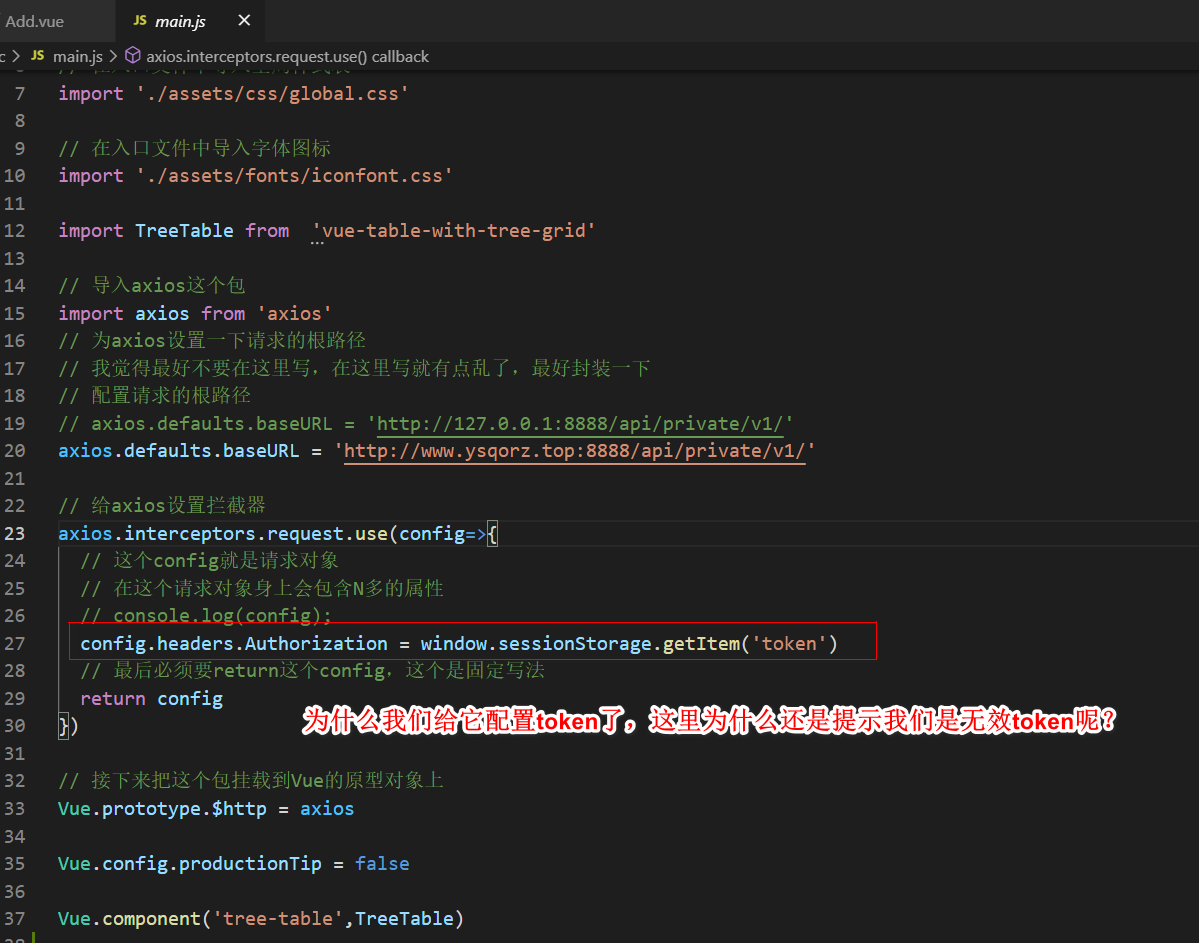 Add.vue JS main.js ×
c > JS main.js > axios.interceptors.request.use() callback
7 import './assets/css/global.css'
8
9 // 在入口文件中导入字体图标
10 import './assets/fonts/iconfont.css'
11
12 import TreeTable from  'vue-table-with-tree-grid'
13
14 // 导入axios这个包
15 import axios from 'axios'
16 // 为axios设置一下请求的根路径
17 // 我觉得最好不要在这里写，在这里写就有点乱了，最好封装一下
18 // 配置请求的根路径
19 // axios.defaults.baseURL = 'http://127.0.0.1:8888/api/private/v1/'
20 axios.defaults.baseURL = 'http://www.ysqorz.top:8888/api/private/v1/'
21
22 // 给axios设置拦截器
23 axios.interceptors.request.use(config=>{
24   // 这个config就是请求对象
25   // 在这个请求对象身上会包含N多的属性
26   // console.log(config);
27   config.headers.Authorization = window.sessionStorage.getItem('token')
28   // 最后必须要return这个config，这个是固定写法
29   return config
为什么我们给它配置token了，这里为什么还是提示我们是无效token呢？
30 })
31
32 // 接下来把这个包挂载到Vue的原型对象上
33 Vue.prototype.$http = axios
34
35 Vue.config.productionTip = false
36
37 Vue.component('tree-table',TreeTable)